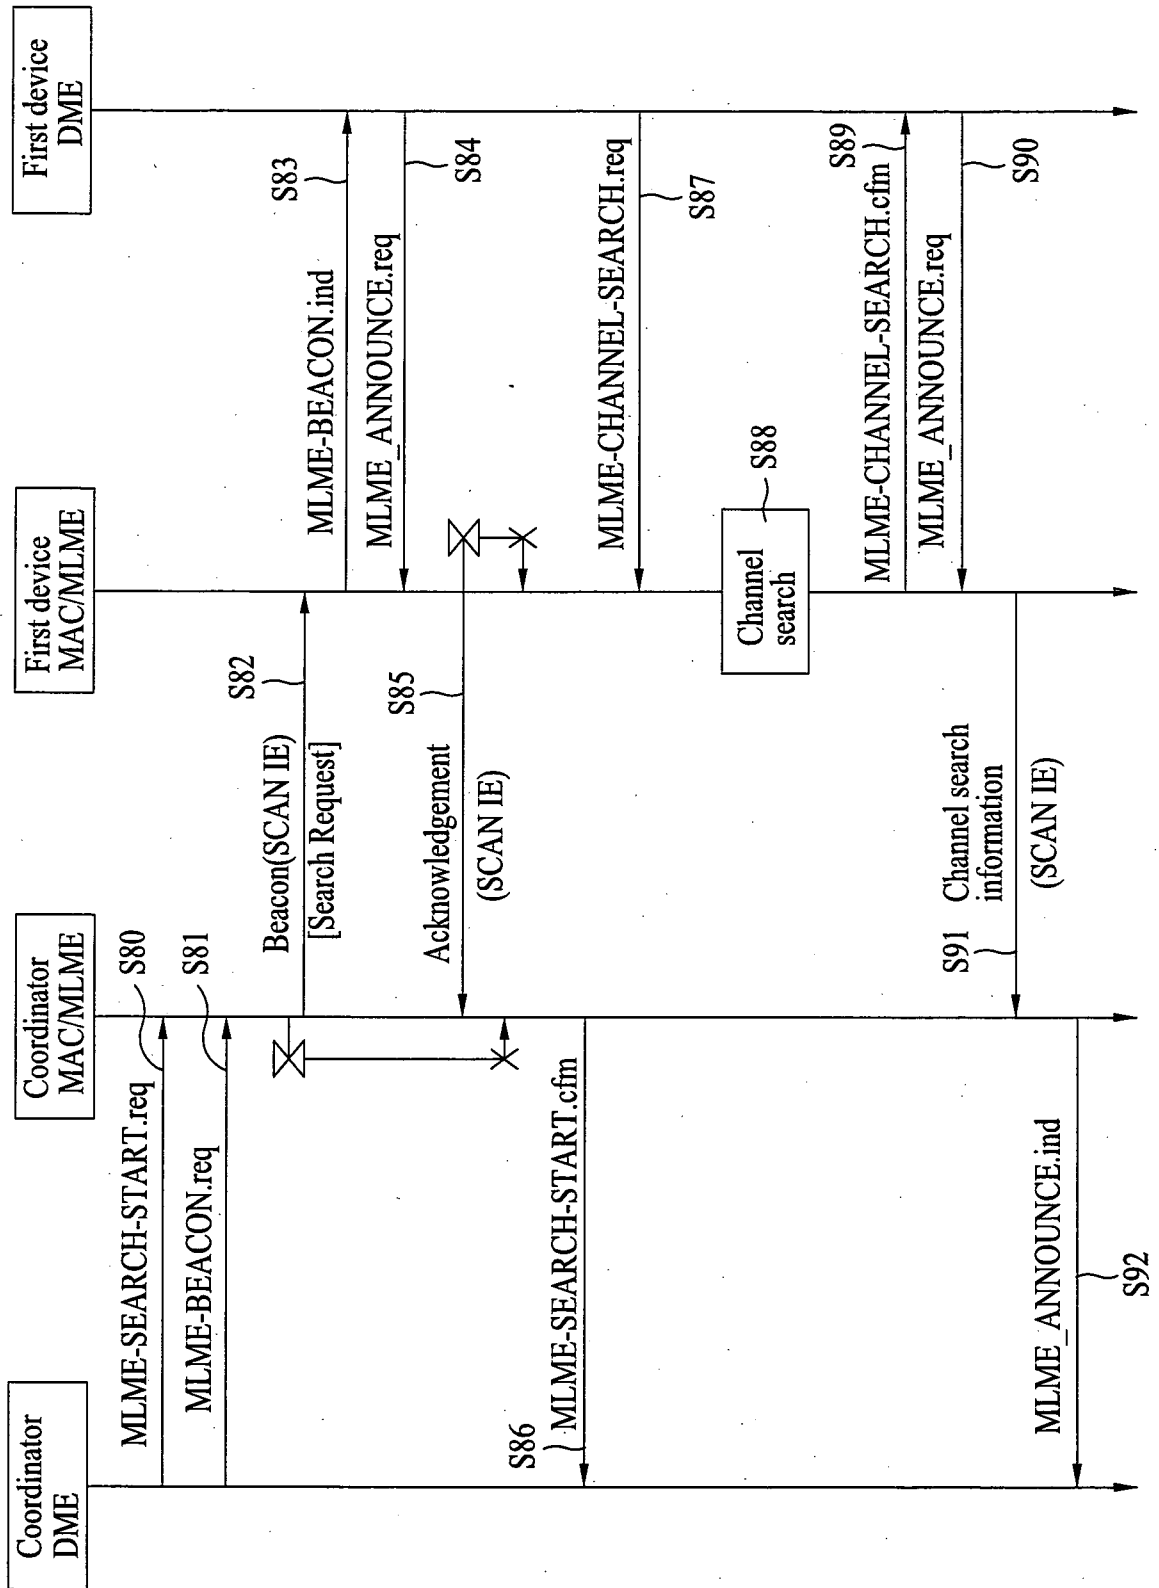 Coordinator
DME
Coordinator
MAC/MLME
First device
MAC/MLME
First device
DME
MLME-SEARCH-START.req
S80
MLME-BEACON.req
S81
Beacon(SCAN IE)
[Search Request]
S82
MLME-BEACON.ind
S83
MLME_ANNOUNCE.req
S84
Acknowledgement
(SCAN IE)
S85
S86
MLME-SEARCH-START.cfm
MLME-CHANNEL-SEARCH.req
S87
Channel
search
S88
MLME-CHANNEL-SEARCH.cfm
S89
MLME_ANNOUNCE.req
S90
S91
Channel search
information
(SCAN IE)
MLME_ANNOUNCE.ind
S92